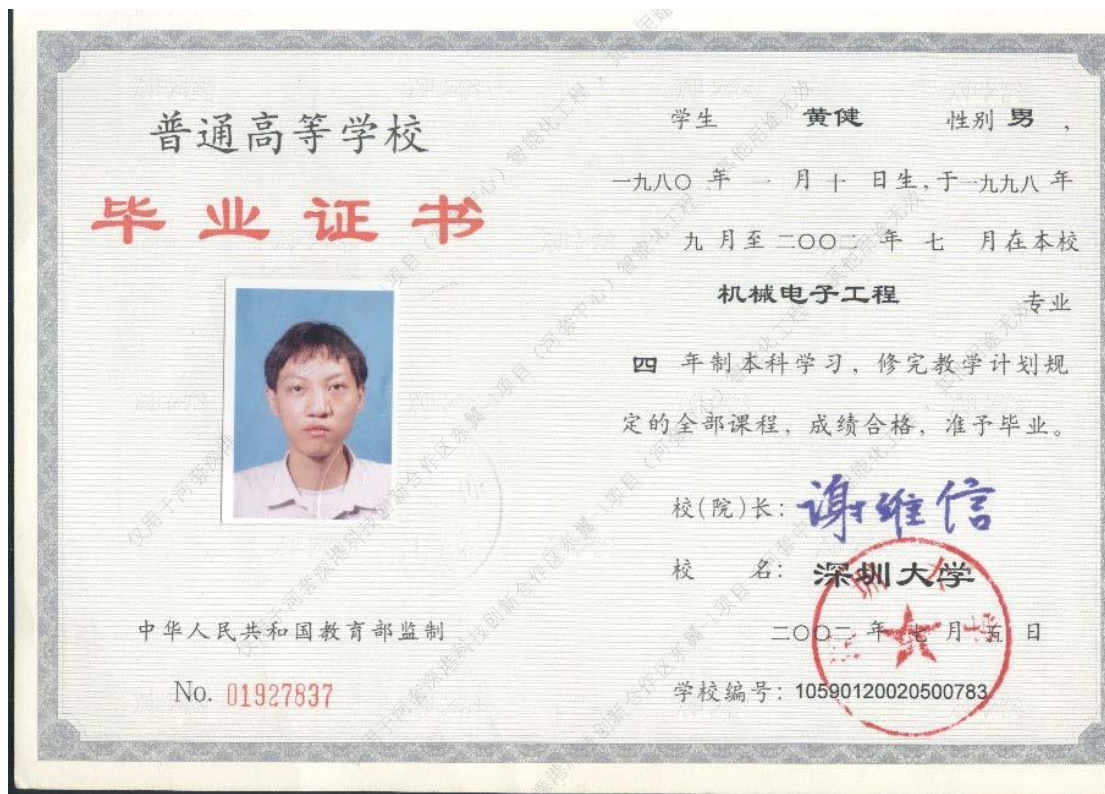 普通高等学校
毕业证书
中华人民共和国教育部监制
No. 01927837
学生 黄健 性别 男 ,
一九八〇 年 一 月 十 日生,于一九九八 年
九 月至 二〇〇二 年 七 月在本校
机械电子工程 专业
四 年制本科学习，修完教学计划规
定的全部课程，成绩合格，准予毕业。
校(院)长: 谢维信
校 名: 深圳大学
二〇〇二 年 七 月 五 日
学校编号: 10590120020500783